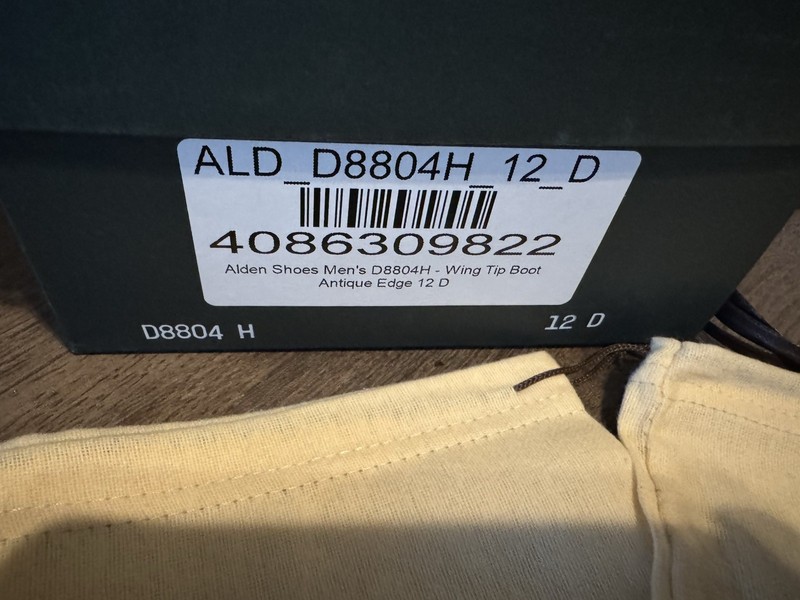 ALD_D8804H_12_D
4086309822
Alden Shoes Men's D8804H - Wing Tip Boot
Antique Edge 12 D
D8804 H 12 D